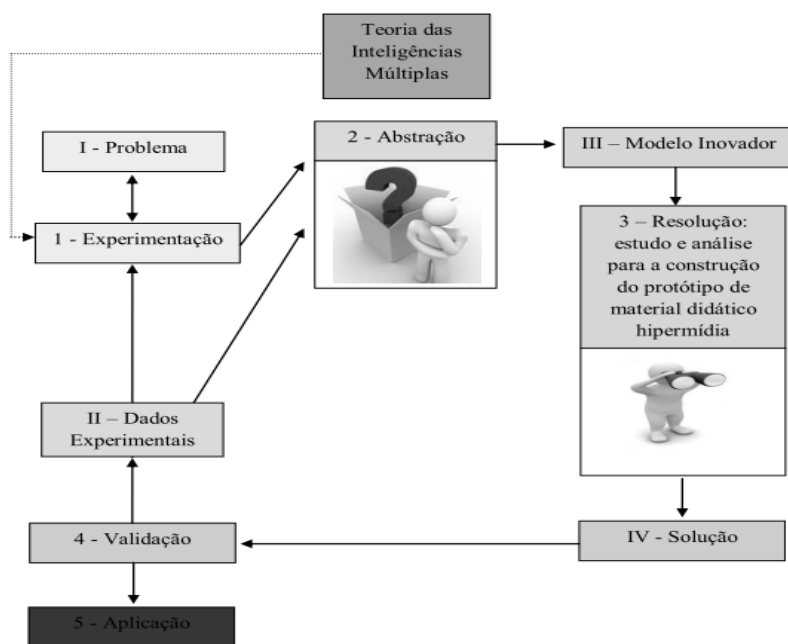 Teoria das
Inteligências
Múltiplas
I - Problema
2 - Abstração
III – Modelo Inovador
1 - Experimentação
3 – Resolução:
estudo e análise
para a construção
do protótipo de
material didático
hipermídia
II – Dados
Experimentais
4 - Validação
IV - Solução
5 - Aplicação